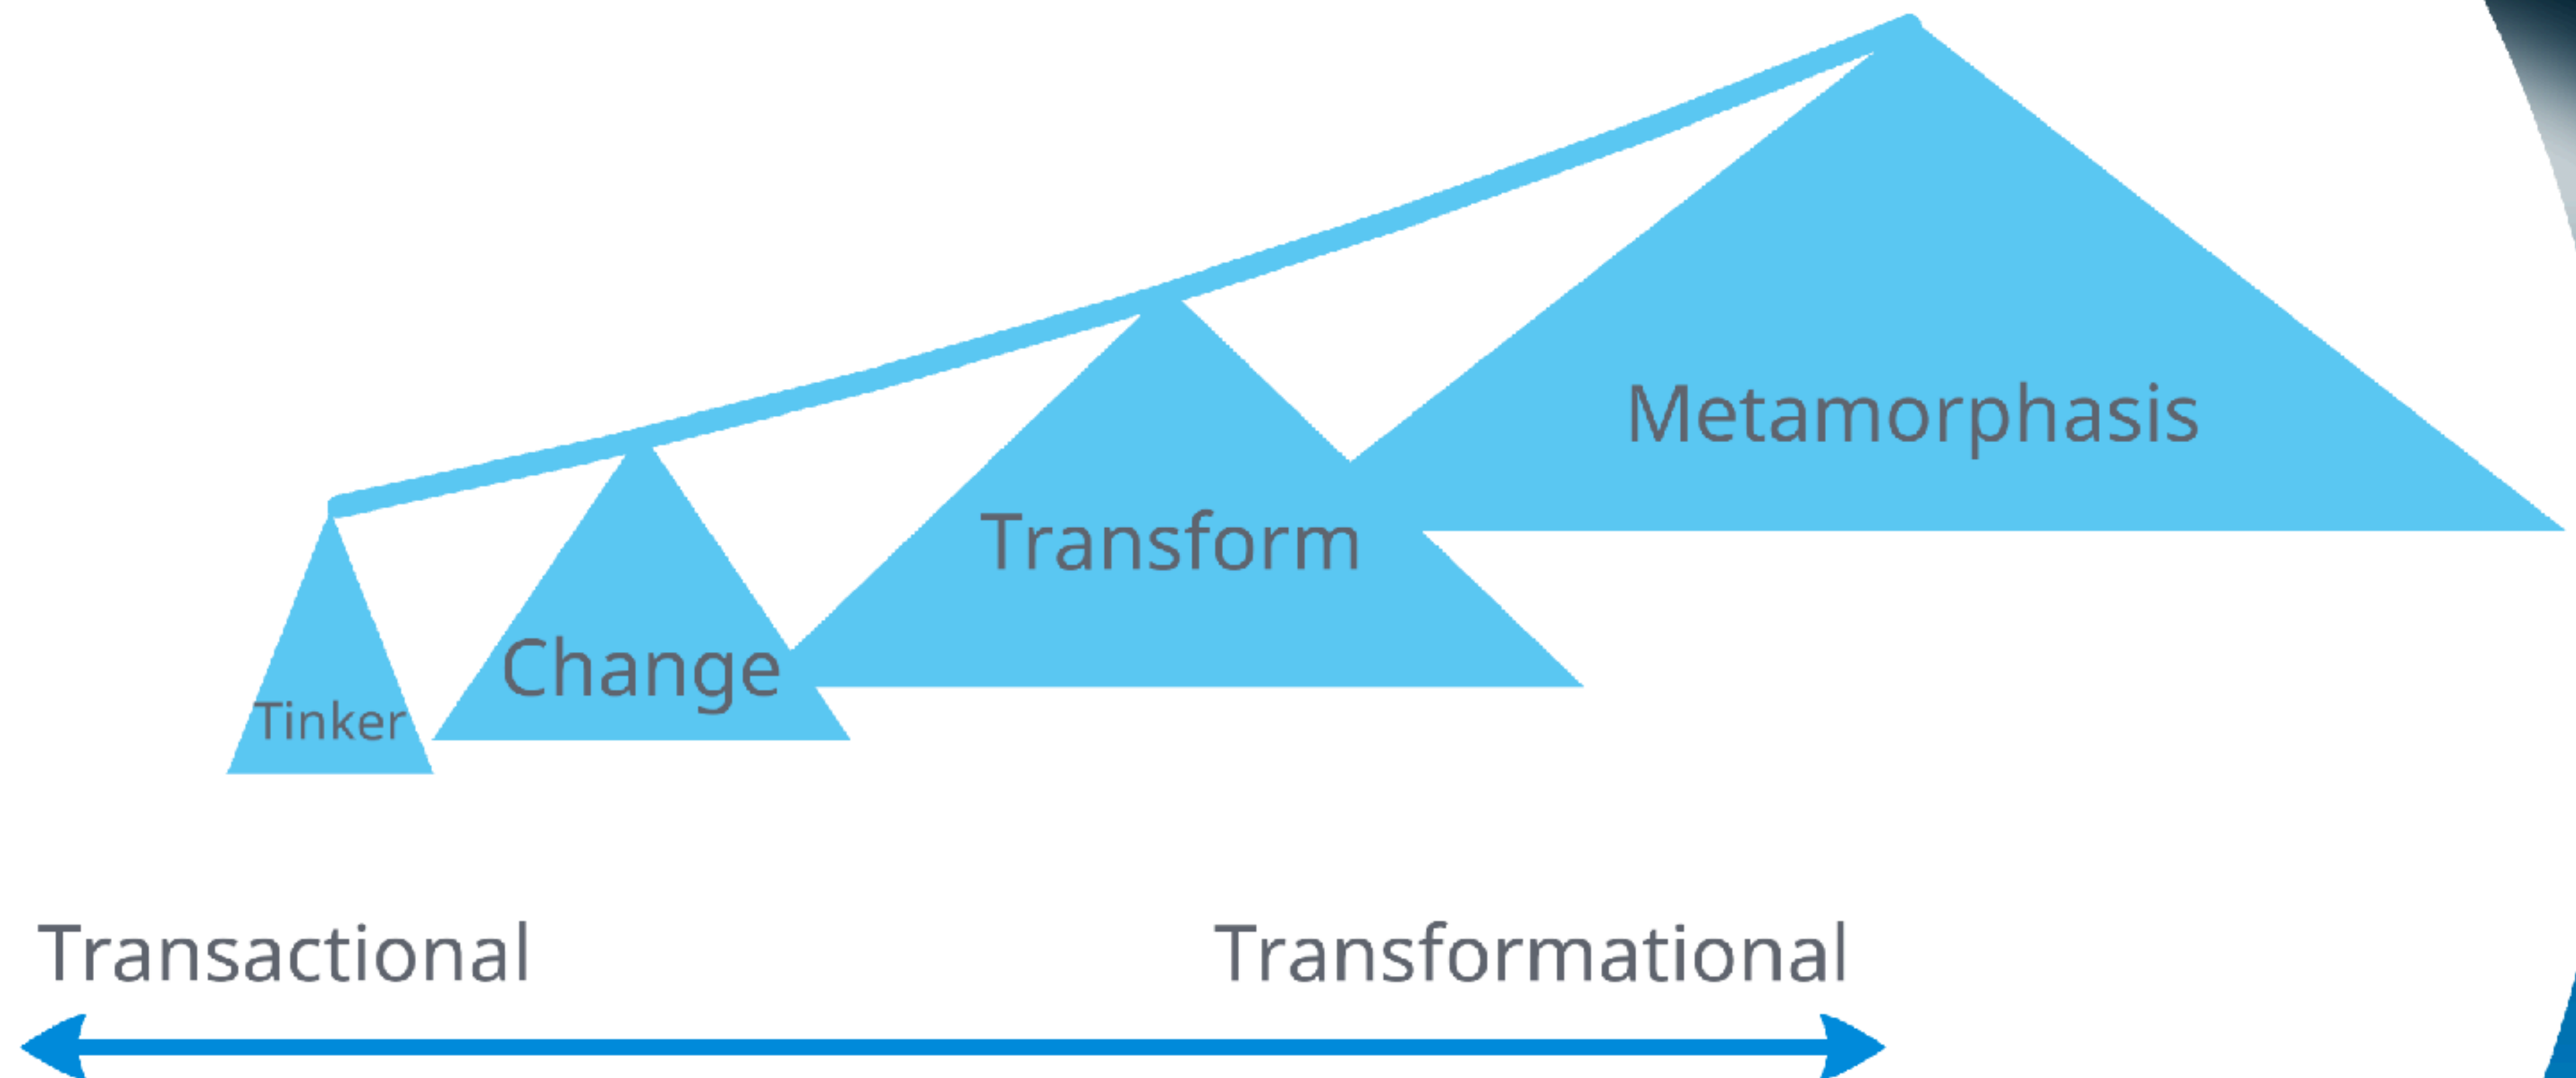 Metamorphasis
Transform
Change
Tinker
Transactional
Transformational